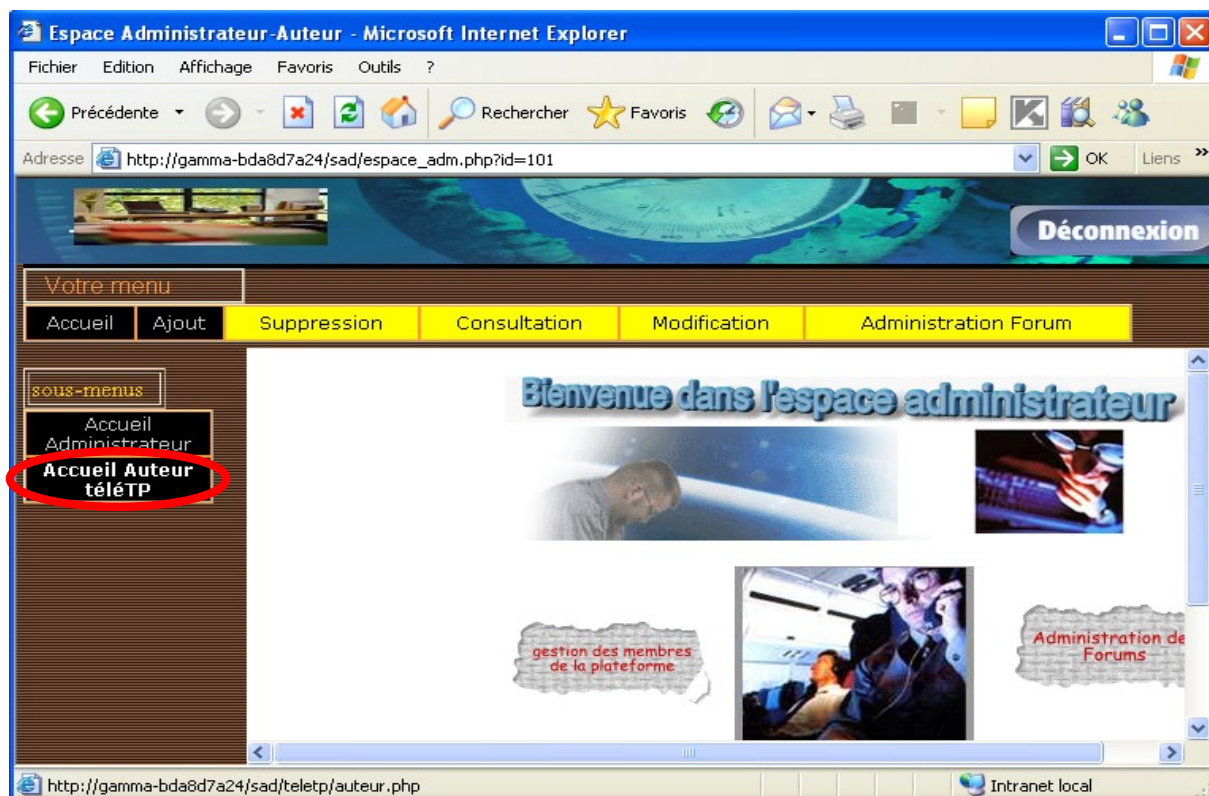 Espace Administrateur-Auteur - Microsoft Internet Explorer
Fichier Edition Affichage Favoris Outils ?
Précédente Rechercher Favoris
Adresse http://gamma-bda8d7a24/sad/espace_adm.php?id=101 OK Liens »
Déconnexion
Votre menu
Accueil Ajout Suppression Consultation Modification Administration Forum
sous-menus
Bienvenue dans l'espace administrateur
Accueil
Administrateur
Accueil Auteur
téléTP
gestion des membres
de la plateforme
Administration de
Forums
http://gamma-bda8d7a24/sad/teletp/auteur.php Intranet local